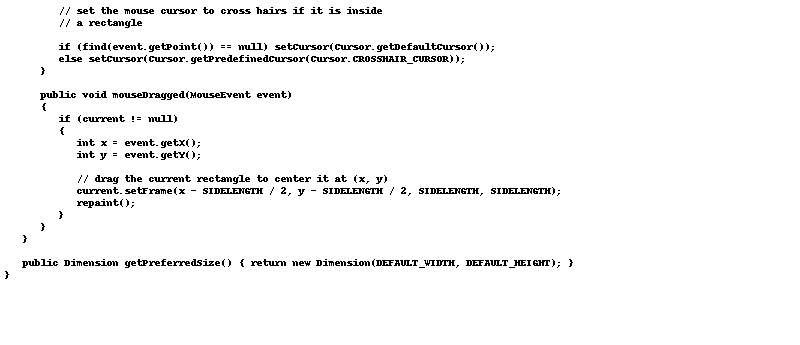 // set the mouse cursor to cross hairs if it is inside
// a rectangle
if (find(event.getPoint()) == null) setCursor(Cursor.getDefaultCursor());
else setCursor(Cursor.getPredefinedCursor(Cursor.CROSSHAIR_CURSOR));
}
public void mouseDragged(MouseEvent event)
{
if (current != null)
{
int x = event.getX();
int y = event.getY();
// drag the current rectangle to center it at (x, y)
current.setFrame(x - SIDELENGTH / 2, y - SIDELENGTH / 2, SIDELENGTH, SIDELENGTH);
repaint();
}
}
}
public Dimension getPreferredSize() { return new Dimension(DEFAULT_WIDTH, DEFAULT_HEIGHT); }
}